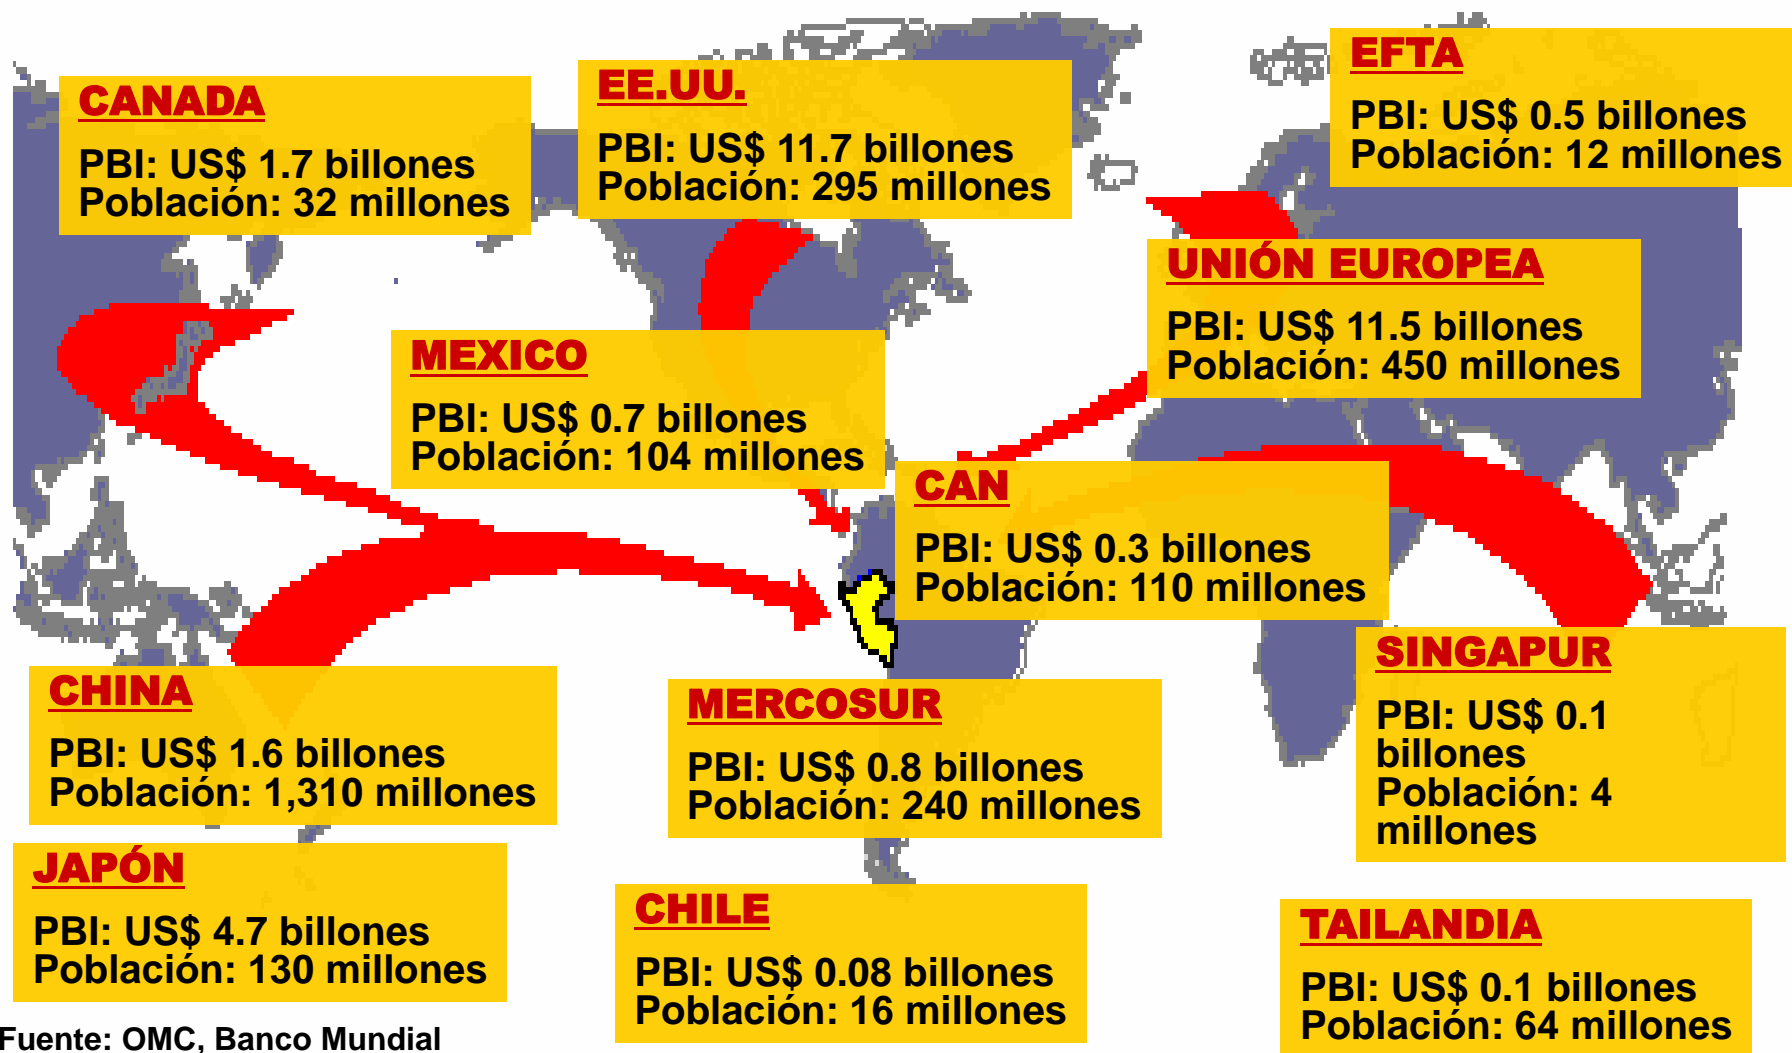 CANADA
PBI: US$ 1.7 billones
Población: 32 millones
EE.UU.
PBI: US$ 11.7 billones
Población: 295 millones
EFTA
PBI: US$ 0.5 billones
Población: 12 millones
UNIÓN EUROPEA
PBI: US$ 11.5 billones
Población: 450 millones
MEXICO
PBI: US$ 0.7 billones
Población: 104 millones
CAN
PBI: US$ 0.3 billones
Población: 110 millones
CHINA
PBI: US$ 1.6 billones
Población: 1,310 millones
MERCOSUR
PBI: US$ 0.8 billones
Población: 240 millones
SINGAPUR
PBI: US$ 0.1
billones
Población: 4
millones
JAPÓN
PBI: US$ 4.7 billones
Población: 130 millones
CHILE
PBI: US$ 0.08 billones
Población: 16 millones
TAILANDIA
PBI: US$ 0.1 billones
Población: 64 millones
Fuente: OMC, Banco Mundial